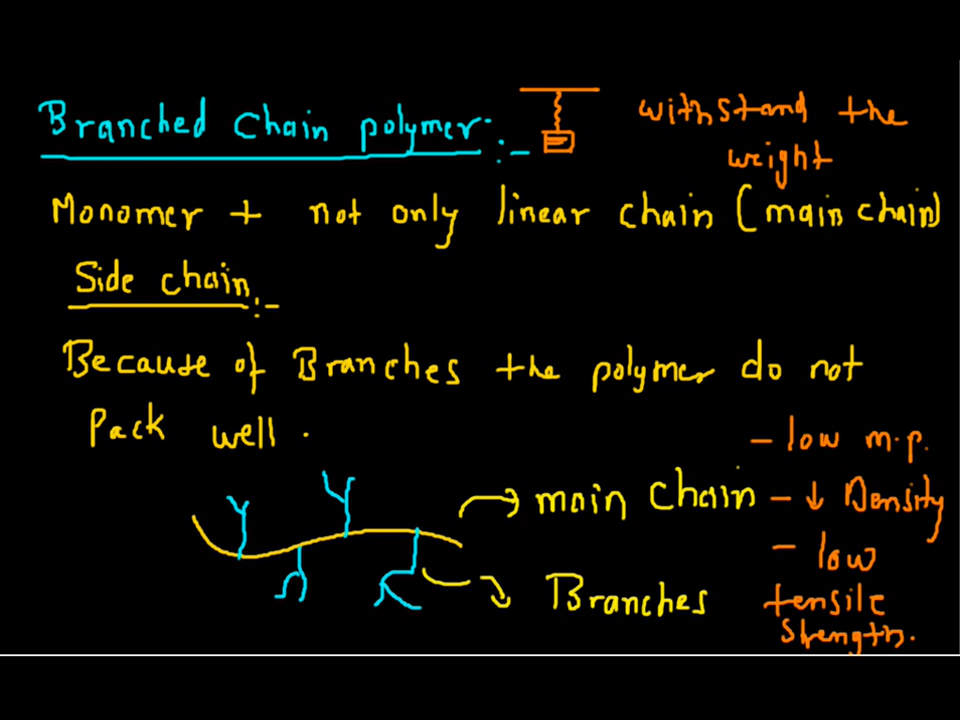 Branched chain polymer :-
withstand the
weight
Monomer + not only linear chain (main chain)
Side chain :-
Because of Branches the polymer do not
Pack well .
- low m.p.
main chain
- ↓ Density
- low
tensile
strength.
Branches